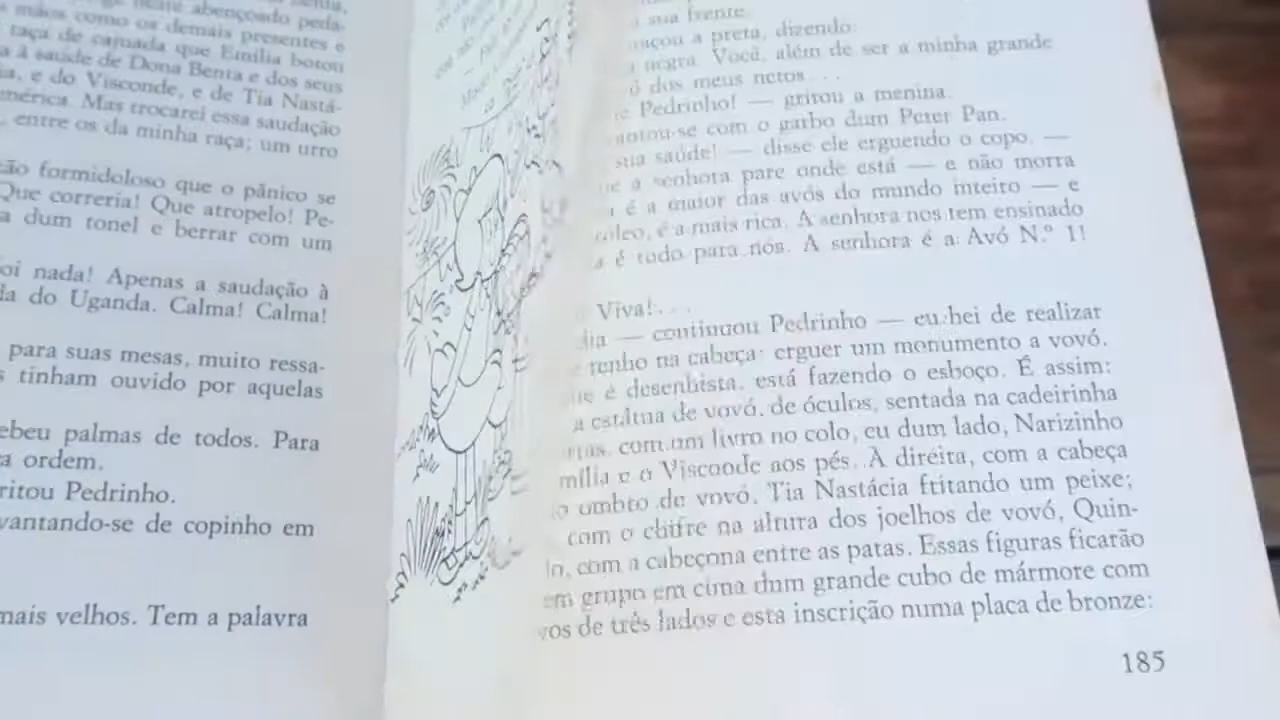 abençoado peda-
mãos como os demais presentes e
taça de cajuada que Emília botou
à saúde de Dona Benta e dos seus
e do Visconde, e de Tia Nastá-
Mas trocarei essa saudação
entre os da minha raça; um urro
formidoloso que o pânico se
Que correria! Que atropelo! Pe-
dum tonel e berrar com um
nada! Apenas a saudação à
do Uganda. Calma! Calma!
para suas mesas, muito ressa-
tinham ouvido por aquelas
palmas de todos. Para
a ordem.
Pedrinho.
de copinho em
mais velhos. Tem a palavra
sua frente.
a preta, dizendo:
negra. Você, além de ser a minha grande
dos meus netos...
Pedrinho! — gritou a menina.
com o garbo dum Peter Pan.
sua saúde! — disse ele erguendo o copo. —
a senhora pare onde está — e não morra
é a maior das avós do mundo inteiro — e
é a mais rica. A senhora nos tem ensinado
é tudo para nós. A senhora é a Avó N.º 1!
Viva!...
— continuou Pedrinho — eu hei de realizar
tenho na cabeça: erguer um monumento a vovó.
é desenhista, está fazendo o esboço. É assim:
a estátua de vovó, de óculos, sentada na cadeirinha
com um livro no colo, eu dum lado, Narizinho
e o Visconde aos pés. À direita, com a cabeça
ombro de vovó, Tia Nastácia fritando um peixe;
com o chifre na altura dos joelhos de vovó, Quin-
com a cabeçona entre as patas. Essas figuras ficarão
em grupo em cima dum grande cubo de mármore com
de três lados e esta inscrição numa placa de bronze:
185